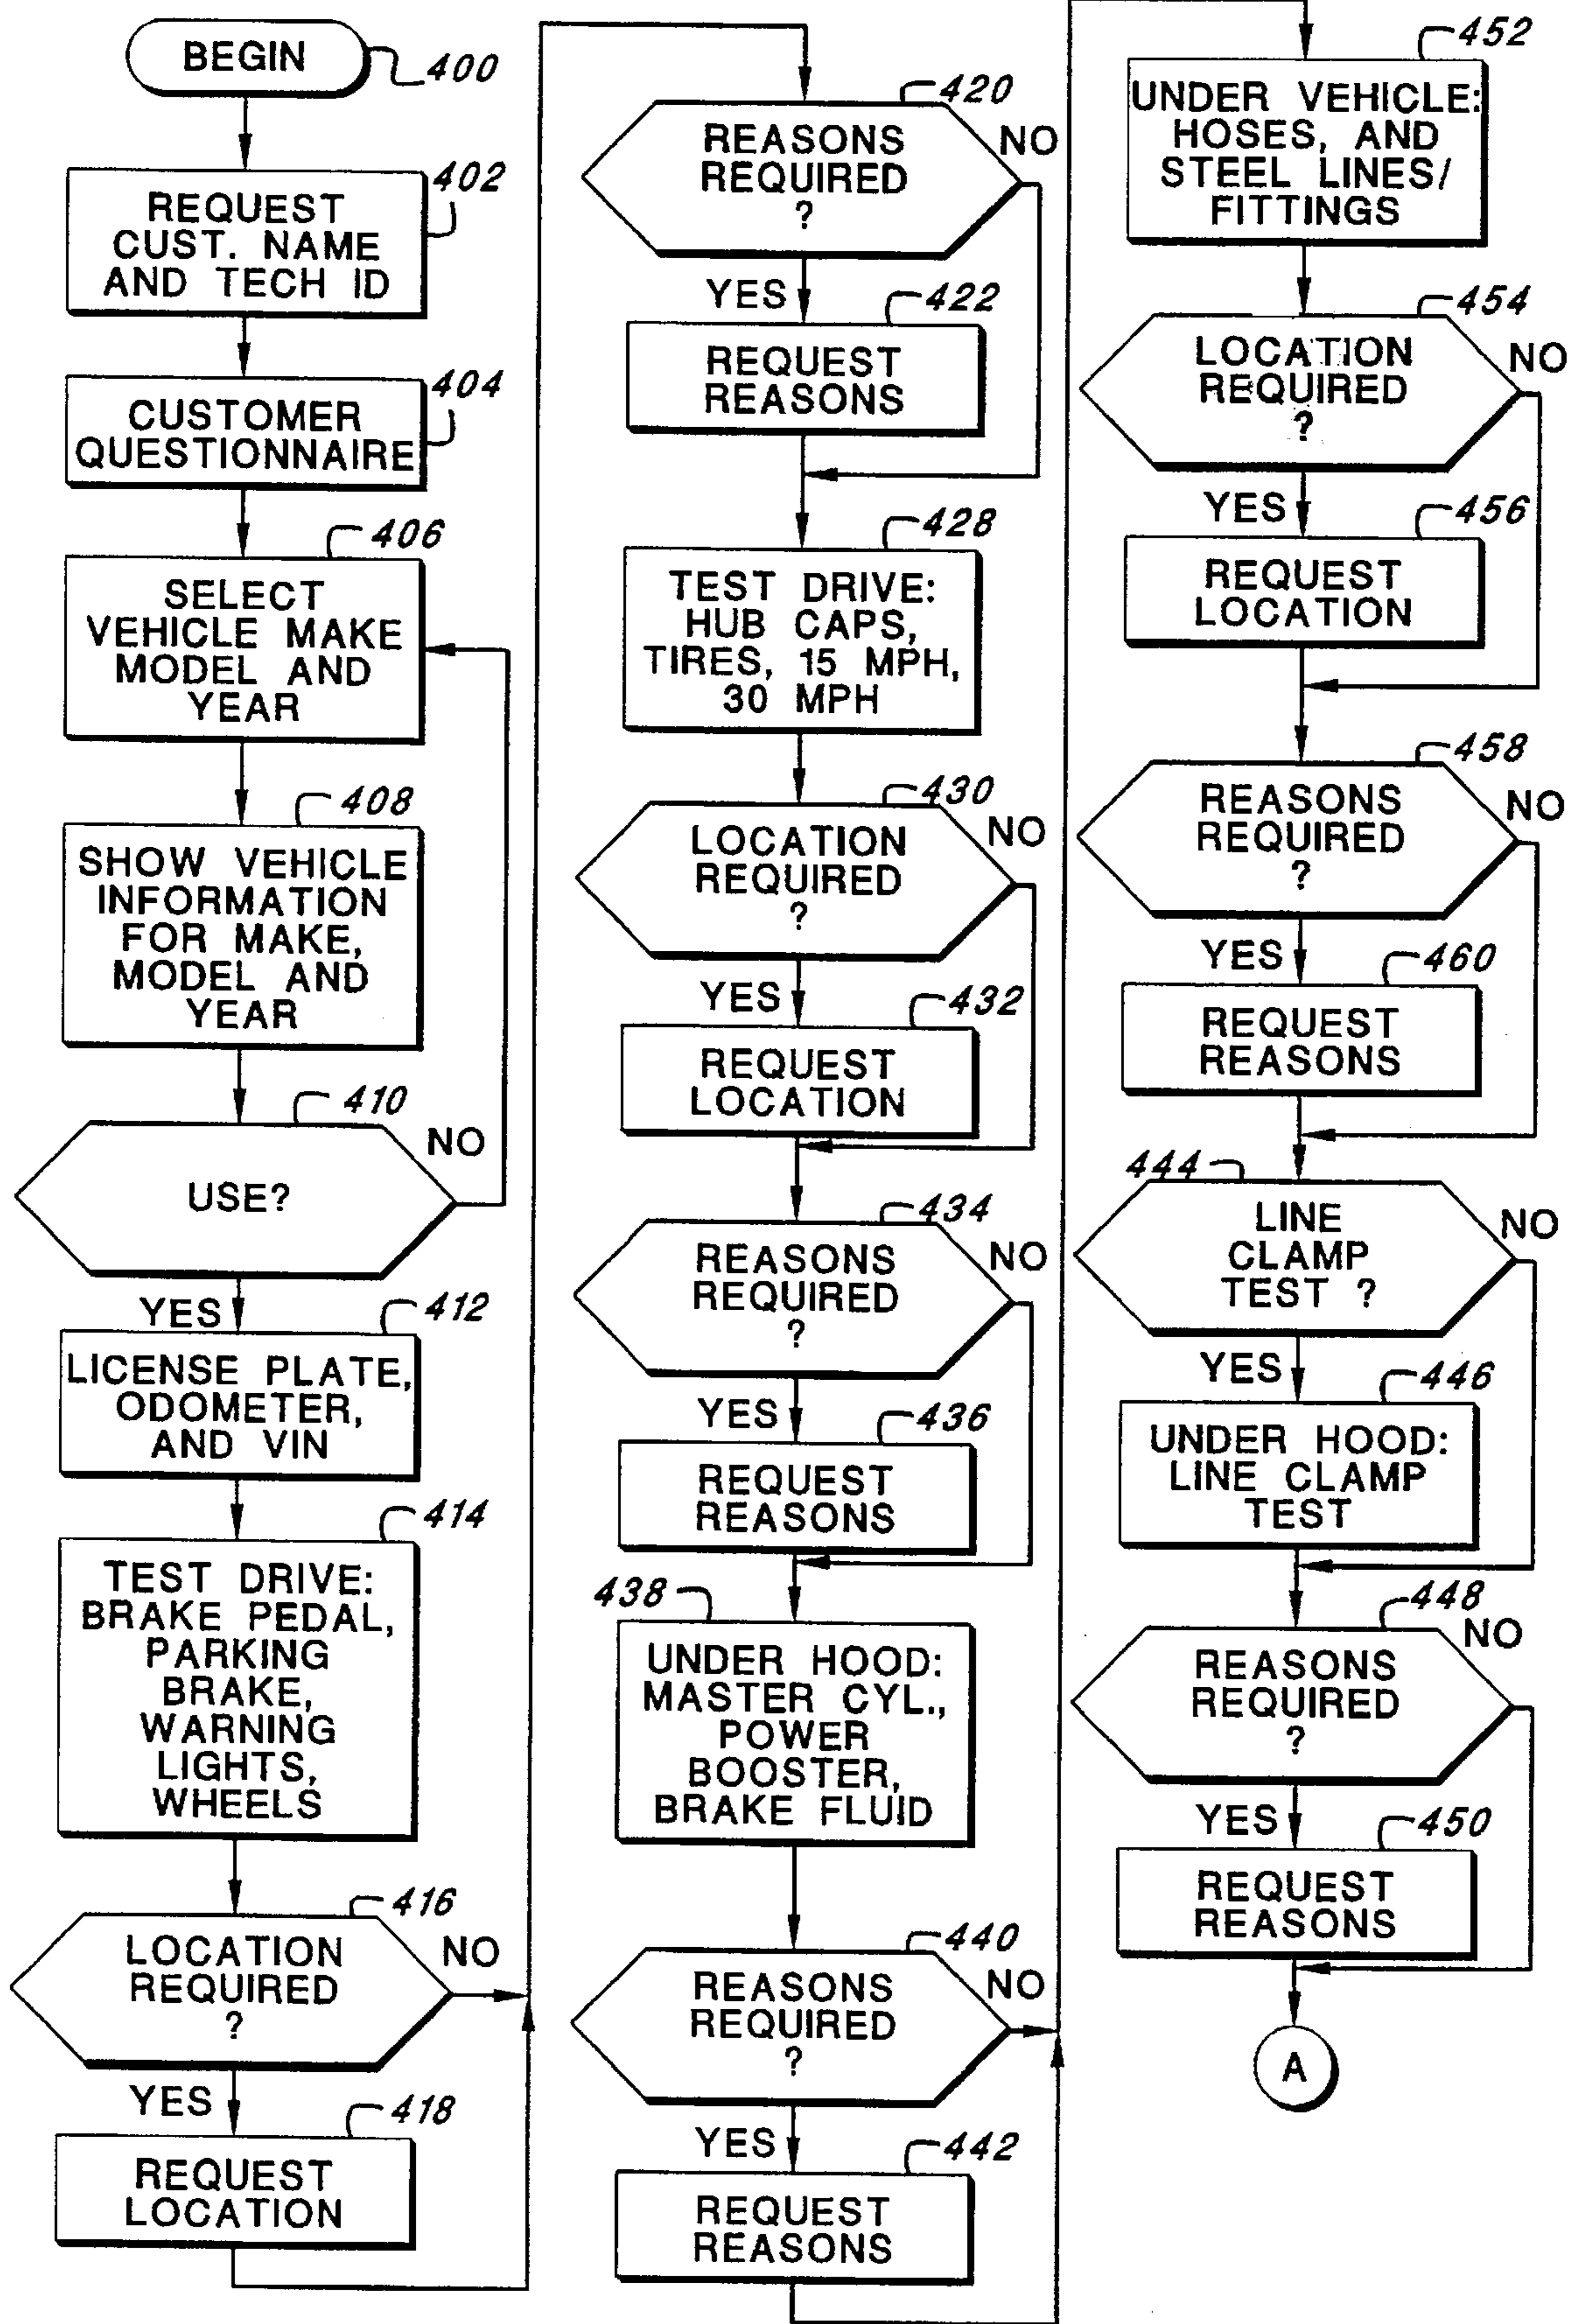 BEGIN
400
402
REQUEST
CUST. NAME
AND TECH ID
404
CUSTOMER
QUESTIONNAIRE
406
SELECT
VEHICLE MAKE
MODEL AND
YEAR
408
SHOW VEHICLE
INFORMATION
FOR MAKE,
MODEL AND
YEAR
410
NO
USE?
YES
412
LICENSE PLATE,
ODOMETER,
AND VIN
414
TEST DRIVE:
BRAKE PEDAL,
PARKING
BRAKE,
WARNING
LIGHTS,
WHEELS
416
LOCATION
REQUIRED
?
NO
YES
418
REQUEST
LOCATION
420
REASONS
REQUIRED
?
NO
YES
422
REQUEST
REASONS
428
TEST DRIVE:
HUB CAPS,
TIRES, 15 MPH,
30 MPH
430
LOCATION
REQUIRED
?
NO
YES
432
REQUEST
LOCATION
434
REASONS
REQUIRED
?
NO
YES
436
REQUEST
REASONS
438
UNDER HOOD:
MASTER CYL.,
POWER
BOOSTER,
BRAKE FLUID
440
REASONS
REQUIRED
?
NO
YES
442
REQUEST
REASONS
452
UNDER VEHICLE:
HOSES, AND
STEEL LINES/
FITTINGS
454
LOCATION
REQUIRED
?
NO
YES
456
REQUEST
LOCATION
458
REASONS
REQUIRED
?
NO
YES
460
REQUEST
REASONS
444
LINE
CLAMP
TEST ?
NO
YES
446
UNDER HOOD:
LINE CLAMP
TEST
448
REASONS
REQUIRED
?
NO
YES
450
REQUEST
REASONS
A